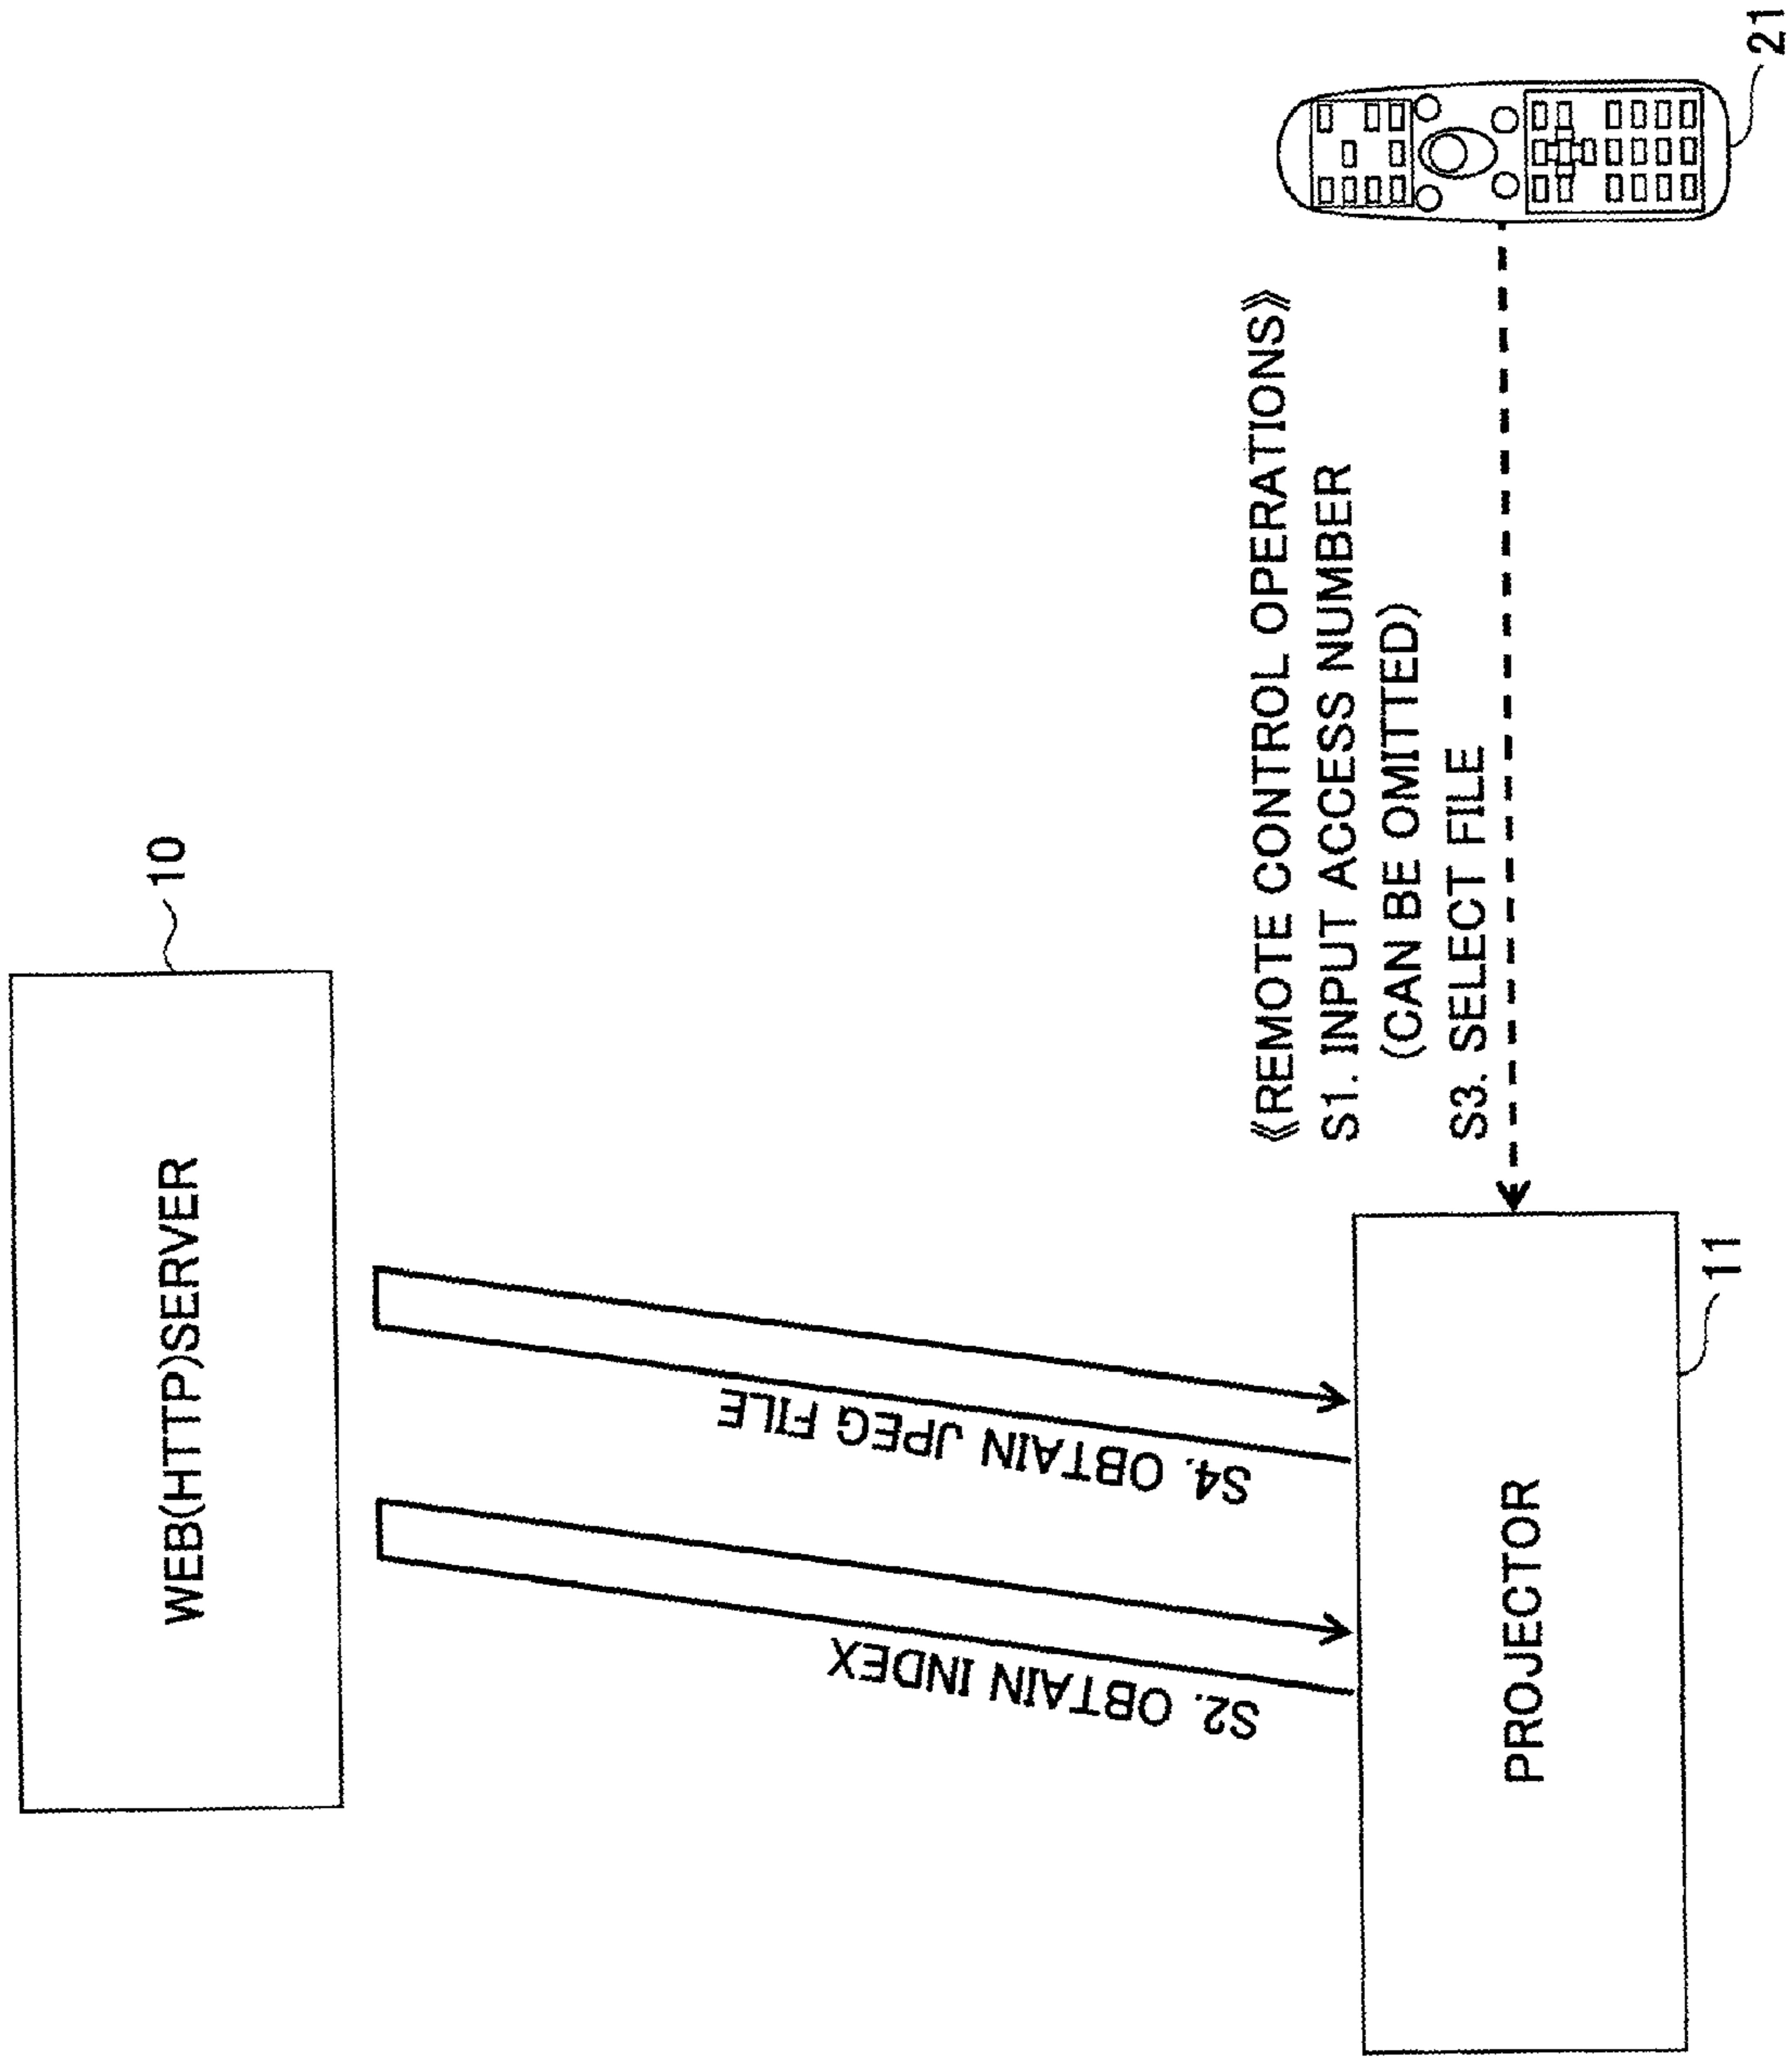 WEB(HTTP)SERVER
10
S2. OBTAIN INDEX
S4. OBTAIN JPEG FILE
《REMOTE CONTROL OPERATIONS》
S1. INPUT ACCESS NUMBER
(CAN BE OMITTED)
S3. SELECT FILE
PROJECTOR
11
21